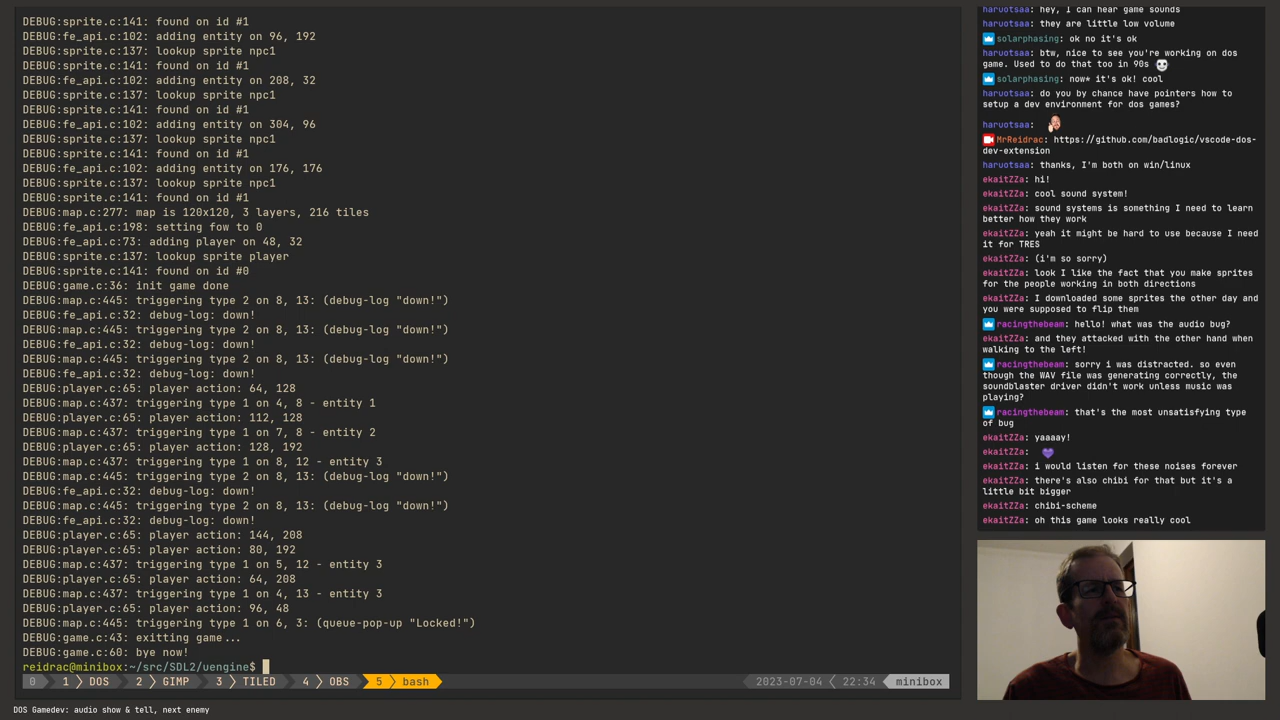 DEBUG:sprite.c:141: found on id #1
DEBUG:fe_api.c:102: adding entity on 96, 192
DEBUG:sprite.c:137: lookup sprite npc1
DEBUG:sprite.c:141: found on id #1
DEBUG:fe_api.c:102: adding entity on 208, 32
DEBUG:sprite.c:137: lookup sprite npc1
DEBUG:sprite.c:141: found on id #1
DEBUG:fe_api.c:102: adding entity on 304, 96
DEBUG:sprite.c:137: lookup sprite npc1
DEBUG:sprite.c:141: found on id #1
DEBUG:fe_api.c:102: adding entity on 176, 176
DEBUG:sprite.c:137: lookup sprite npc1
DEBUG:sprite.c:141: found on id #1
DEBUG:map.c:277: map is 120x120, 3 layers, 216 tiles
DEBUG:fe_api.c:198: setting fow to 0
DEBUG:fe_api.c:73: adding player on 48, 32
DEBUG:sprite.c:137: lookup sprite player
DEBUG:sprite.c:141: found on id #0
DEBUG:game.c:36: init game done
DEBUG:map.c:445: triggering type 2 on 8, 13: (debug-log "down!")
DEBUG:fe_api.c:32: debug-log: down!
DEBUG:map.c:445: triggering type 2 on 8, 13: (debug-log "down!")
DEBUG:fe_api.c:32: debug-log: down!
DEBUG:map.c:445: triggering type 2 on 8, 13: (debug-log "down!")
DEBUG:fe_api.c:32: debug-log: down!
DEBUG:player.c:65: player action: 64, 128
DEBUG:map.c:437: triggering type 1 on 4, 8 - entity 1
DEBUG:player.c:65: player action: 112, 128
DEBUG:map.c:437: triggering type 1 on 7, 8 - entity 2
DEBUG:player.c:65: player action: 128, 192
DEBUG:map.c:437: triggering type 1 on 8, 12 - entity 3
DEBUG:map.c:445: triggering type 2 on 8, 13: (debug-log "down!")
DEBUG:fe_api.c:32: debug-log: down!
DEBUG:map.c:445: triggering type 2 on 8, 13: (debug-log "down!")
DEBUG:fe_api.c:32: debug-log: down!
DEBUG:player.c:65: player action: 144, 208
DEBUG:player.c:65: player action: 80, 192
DEBUG:map.c:437: triggering type 1 on 5, 12 - entity 3
DEBUG:player.c:65: player action: 64, 208
DEBUG:map.c:437: triggering type 1 on 4, 13 - entity 3
DEBUG:player.c:65: player action: 96, 48
DEBUG:map.c:445: triggering type 1 on 6, 3: (queue-pop-up "Locked!")
DEBUG:game.c:43: exitting game...
DEBUG:game.c:60: bye now!
reidrac@minibox:~/src/SDL2/uengine$
0 1 DOS 2 GIMP 3 TILED 4 OBS 5 bash 2023-07-04 22:34 minibox
DOS Gamedev: audio show & tell, next enemy
haruotsaa: hey, I can hear game sounds
haruotsaa: they are little low volume
solarphasing: ok no it's ok
haruotsaa: btw, nice to see you're working on dos
game. Used to do that too in 90s
solarphasing: now* it's ok! cool
haruotsaa: do you by chance have pointers how to
setup a dev environment for dos games?
haruotsaa:
MrReidrac: https://github.com/badlogic/vscode-dos-
dev-extension
haruotsaa: thanks, I'm both on win/linux
ekaitZZa: hi!
ekaitZZa: cool sound system!
ekaitZZa: sound systems is something I need to learn
better how they work
ekaitZZa: yeah it might be hard to use because I need
it for TRES
ekaitZZa: (i'm so sorry)
ekaitZZa: look I like the fact that you make sprites
for the people working in both directions
ekaitZZa: I downloaded some sprites the other day and
you were supposed to flip them
racingthebeam: hello! what was the audio bug?
ekaitZZa: and they attacked with the other hand when
walking to the left!
racingthebeam: sorry i was distracted. so even
though the WAV file was generating correctly, the
soundblaster driver didn't work unless music was
playing?
racingthebeam: that's the most unsatisfying type
of bug
ekaitZZa: yaaaay!
ekaitZZa:
ekaitZZa: i would listen for these noises forever
ekaitZZa: there's also chibi for that but it's a
little bit bigger
ekaitZZa: chibi-scheme
ekaitZZa: oh this game looks really cool